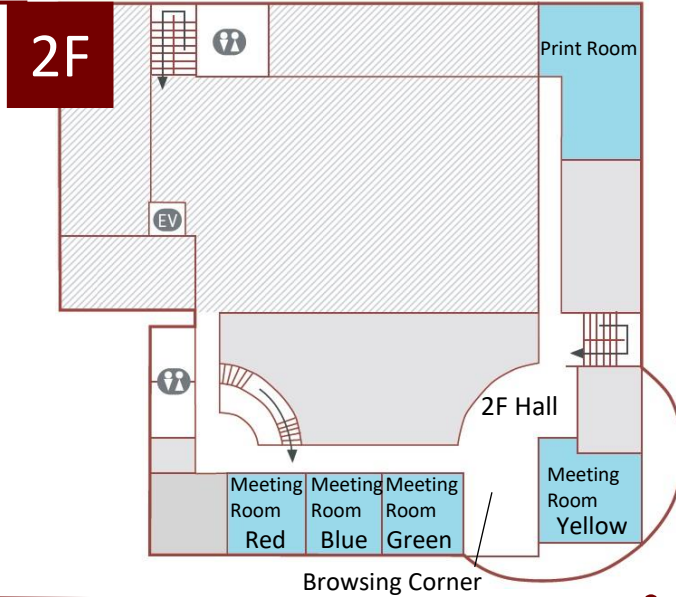 2F
Print Room
EV
2F Hall
Meeting
Room
Red
Meeting
Room
Blue
Meeting
Room
Green
Meeting
Room
Yellow
Browsing Corner